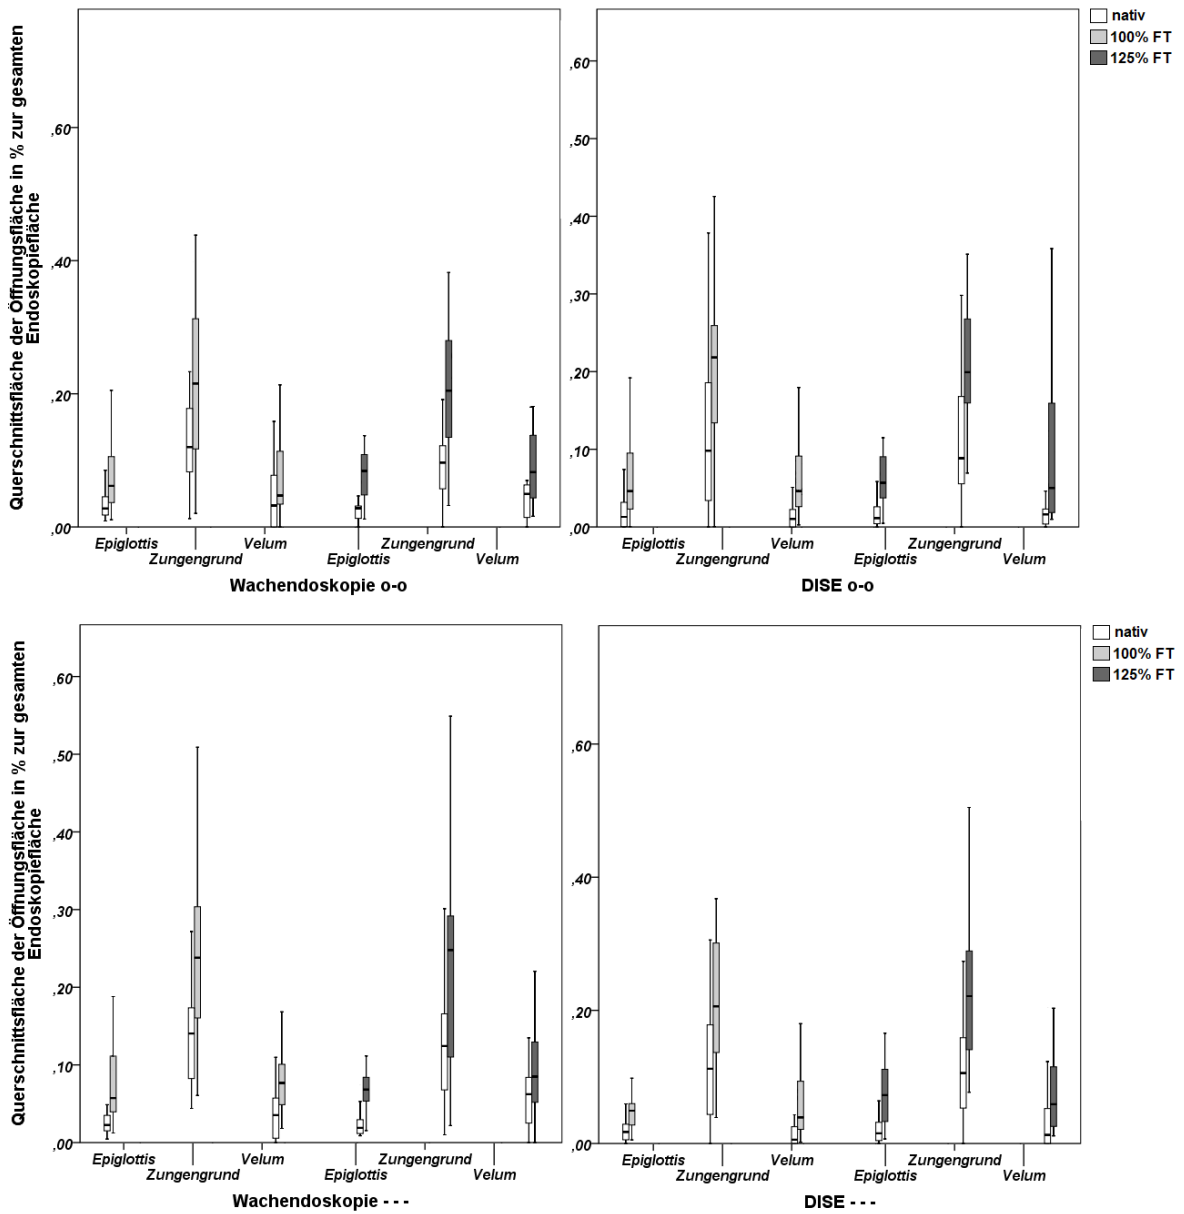 Querschnittsfläche der Öffnungsfläche in % zur gesamten
Endoskopiefläche
,60
,40
,20
,00
Epiglottis
Zungengrund
Velum
Epiglottis
Zungengrund
Velum
Wachendoskopie o-o
,60
,50
,40
,30
,20
,10
,00
Epiglottis
Zungengrund
Velum
Epiglottis
Zungengrund
Velum
DISE o-o
nativ
100% FT
125% FT
Querschnittsfläche der Öffnungsfläche in % zur gesamten
Endoskopiefläche
,60
,50
,40
,30
,20
,10
,00
Epiglottis
Zungengrund
Velum
Epiglottis
Zungengrund
Velum
Wachendoskopie - - -
,60
,40
,20
,00
Epiglottis
Zungengrund
Velum
Epiglottis
Zungengrund
Velum
DISE - - -
nativ
100% FT
125% FT